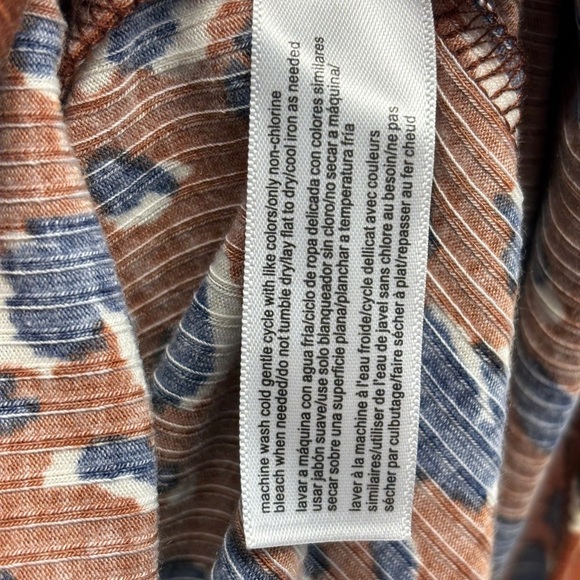 machine wash cold gentle cycle with like colors/only non-chlorine
bleach when needed/do not tumble dry/lay flat to dry/cool iron as needed
lavar a máquina con agua fría/ciclo de ropa delicada con colores similares
usar jabón suave/use solo blanqueador sin cloro/no secar a máquina/
secar sobre una superficie plana/planchar a temperatura fría
laver à la machine à l'eau froide/cycle dellicat avec couleurs
similaires/utiliser de l'eau de javel sans chlore au besoin/ne pas
sécher par culbutage/faire sécher à plat/repasser au fer cheud